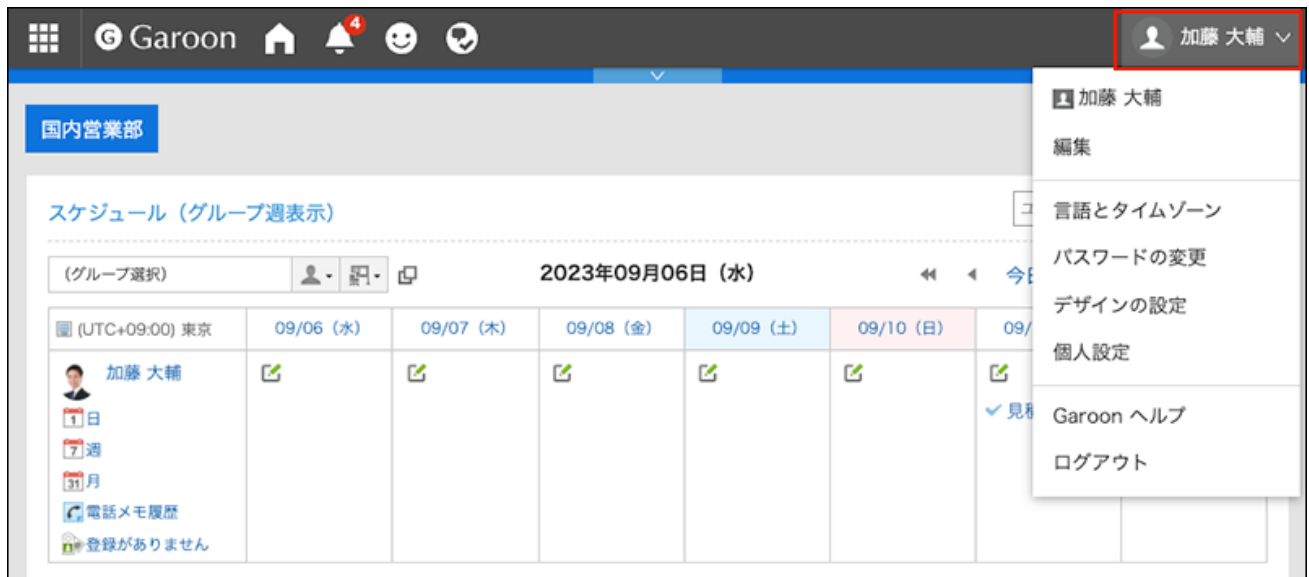 G Garoon
4
加藤 大輔
加藤 大輔
編集
言語とタイムゾーン
パスワードの変更
デザインの設定
個人設定
Garoon ヘルプ
ログアウト
国内営業部
スケジュール（グループ週表示）
（グループ選択）
2023年09月06日（水）
(UTC+09:00) 東京
09/06（水）
09/07（木）
09/08（金）
09/09（土）
09/10（日）
09/
加藤 大輔
1 日
7 週
31 月
電話メモ履歴
登録がありません